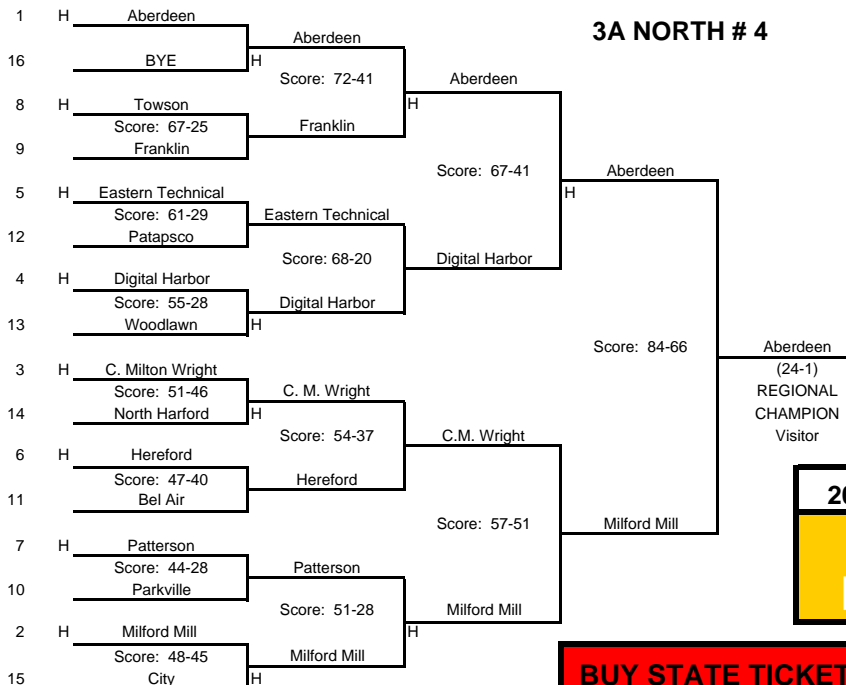 3A NORTH # 4
1 H Aberdeen
Aberdeen
16 BYE H
Score: 72-41
Aberdeen
8 H Towson H
Score: 67-25 Franklin
9 Franklin
Score: 67-41
Aberdeen
5 H Eastern Technical H
Score: 61-29 Eastern Technical
12 Patapsco
Score: 68-20
Digital Harbor
4 H Digital Harbor
Score: 55-28 Digital Harbor
13 Woodlawn H
Score: 84-66
Aberdeen
(24-1)
REGIONAL
CHAMPION
Visitor
3 H C. Milton Wright
Score: 51-46 C. M. Wright
14 North Harford H
Score: 54-37
C.M. Wright
6 H Hereford
Score: 47-40 Hereford
11 Bel Air
Score: 57-51
Milford Mill
7 H Patterson
Score: 44-28 Patterson
10 Parkville
Score: 51-28
Milford Mill
2 H Milford Mill H
Score: 48-45 Milford Mill
15 City H
BUY STATE TICKET